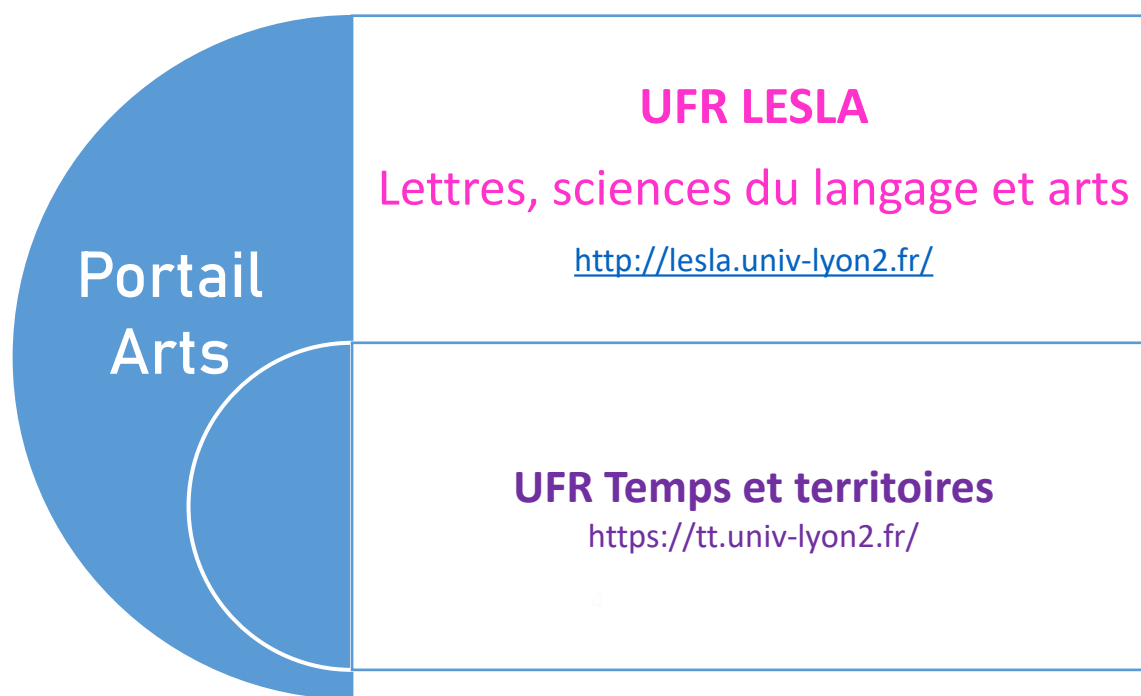 Portail
Arts
UFR LESLA
Lettres, sciences du langage et arts
http://lesla.univ-lyon2.fr/
UFR Temps et territoires
https://tt.univ-lyon2.fr/
4